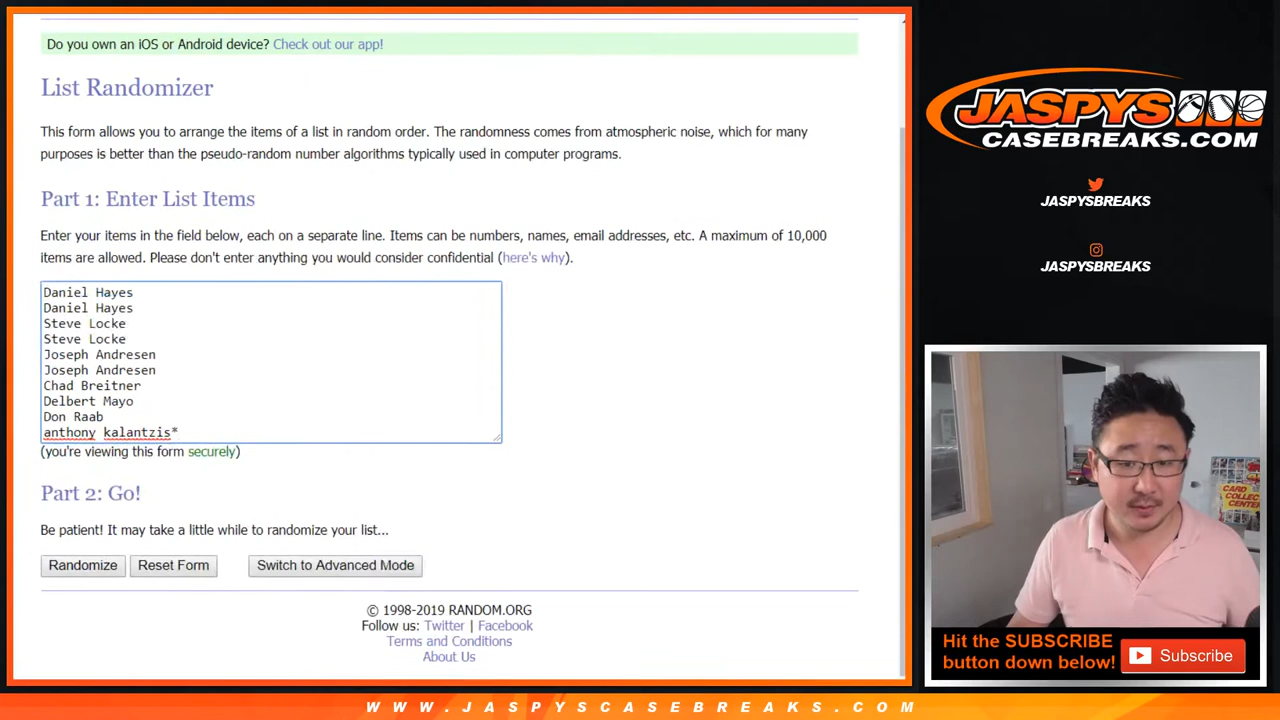 Do you own an iOS or Android device? Check out our app!
List Randomizer
This form allows you to arrange the items of a list in random order. The randomness comes from atmospheric noise, which for many
purposes is better than the pseudo-random number algorithms typically used in computer programs.
Part 1: Enter List Items
Enter your items in the field below, each on a separate line. Items can be numbers, names, email addresses, etc. A maximum of 10,000
items are allowed. Please don't enter anything you would consider confidential (here's why).
Daniel Hayes
Daniel Hayes
Steve Locke
Steve Locke
Joseph Andresen
Joseph Andresen
Chad Breitner
Delbert Mayo
Don Raab
anthony kalantzis*
(you're viewing this form securely)
Part 2: Go!
Be patient! It may take a little while to randomize your list...
Randomize Reset Form Switch to Advanced Mode
© 1998-2019 RANDOM.ORG
Follow us: Twitter | Facebook
Terms and Conditions
About Us
JASPYS
CASEBREAKS.COM
JASPYSBREAKS
JASPYSBREAKS
CARD
COLLEC
CENTER
Hit the SUBSCRIBE
button down below!
Subscribe
WWW.JASPYSCASEBREAKS.COM